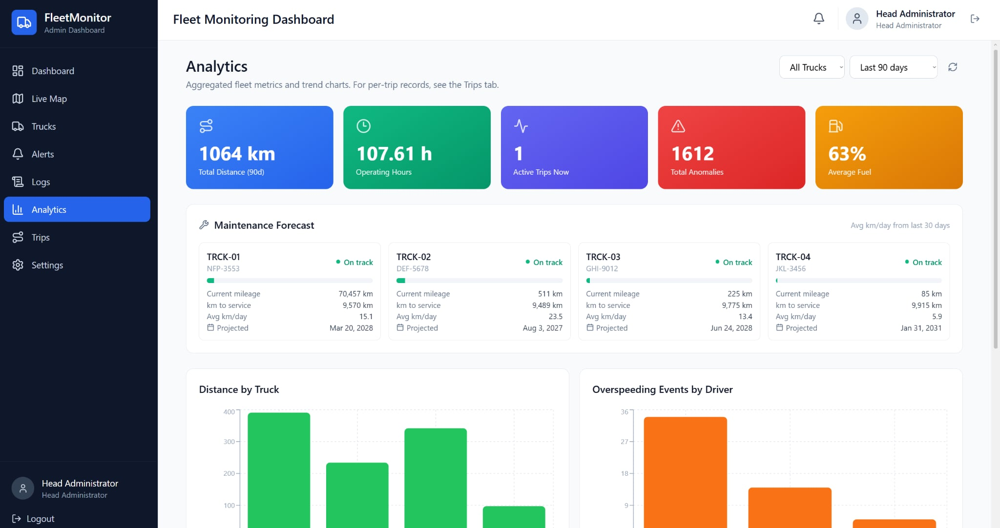 FleetMonitor
Admin Dashboard
Dashboard
Live Map
Trucks
Alerts
Logs
Analytics
Trips
Settings
Head Administrator
Head Administrator
Logout
Fleet Monitoring Dashboard
Head Administrator
Head Administrator
Analytics
Aggregated fleet metrics and trend charts. For per-trip records, see the Trips tab.
All Trucks
Last 90 days
1064 km
Total Distance (90d)
107.61 h
Operating Hours
1
Active Trips Now
1612
Total Anomalies
63%
Average Fuel
Maintenance Forecast
Avg km/day from last 30 days
TRCK-01
NFP-3553
On track
Current mileage 70,457 km
km to service 9,570 km
Avg km/day 15.1
Projected Mar 20, 2028
TRCK-02
DEF-5678
On track
Current mileage 511 km
km to service 9,489 km
Avg km/day 23.5
Projected Aug 3, 2027
TRCK-03
GHI-9012
On track
Current mileage 225 km
km to service 9,775 km
Avg km/day 13.4
Projected Jun 24, 2028
TRCK-04
JKL-3456
On track
Current mileage 85 km
km to service 9,915 km
Avg km/day 5.9
Projected Jan 31, 2031
Distance by Truck
400
300
200
100
Overspeeding Events by Driver
36
27
18
9